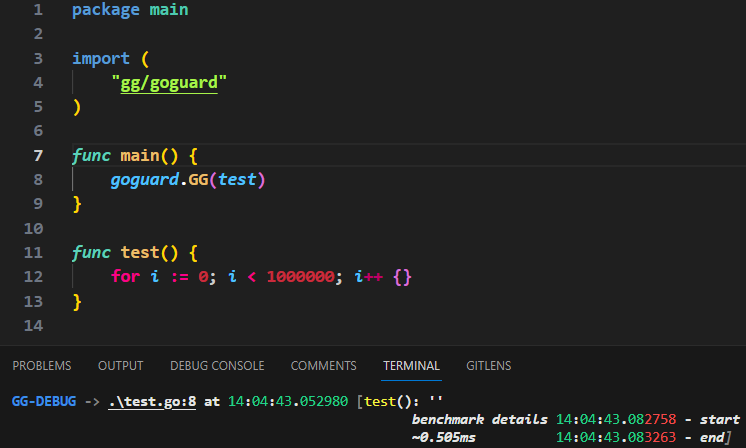 1 package main
2
3 import (
4 "gg/goguard"
5 )
6
7 func main() {
8 goguard.GG(test)
9 }
10
11 func test() {
12 for i := 0; i < 1000000; i++ {}
13 }
14
PROBLEMS OUTPUT DEBUG CONSOLE COMMENTS TERMINAL GITLENS
GG-DEBUG -> .\test.go:8 at 14:04:43.052980 [test(): ''
benchmark details 14:04:43.082758 - start
~0.505ms 14:04:43.083263 - end]